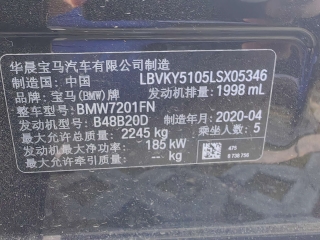 华晨宝马汽车有限公司制造
制造国：中国 LBVKY5105LSX05346
品牌：宝马(BMW)牌 发动机排量：1998 mL
整车型号：BMW7201FN
发动机型号：B48B20D 制造年月：2020-04
最大允许总质量：2245 kg 乘坐人数：5
发动机最大净功率：185 kW
最大允许牵引质量：-- kg
475